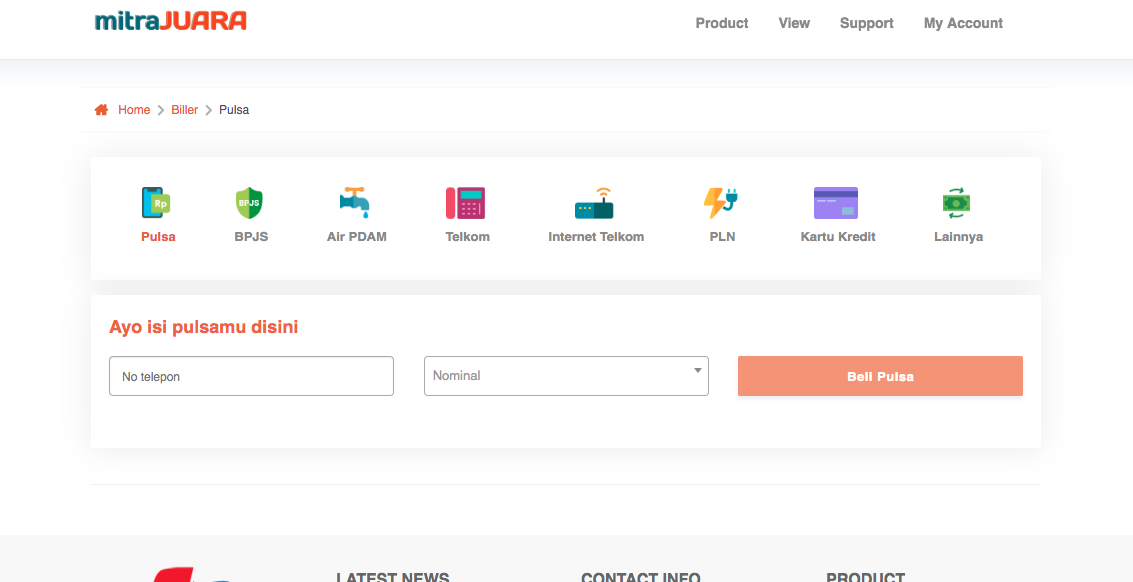 mitraJUARA
Product View Support My Account
Home Biller Pulsa
Rp
BPJS
Pulsa BPJS Air PDAM Telkom Internet Telkom PLN Kartu Kredit Lainnya
Ayo isi pulsamu disini
No telepon Nominal Beli Pulsa
LATEST NEWS CONTACT INFO PRODUCT